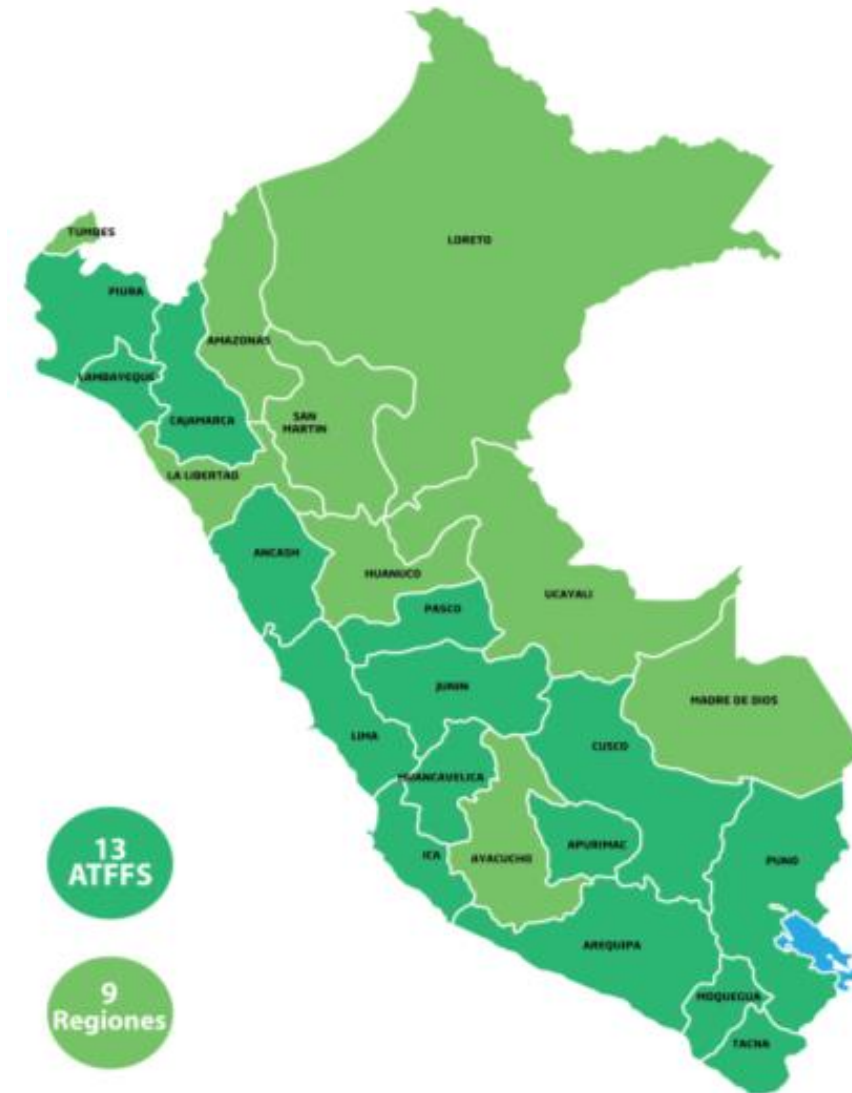 TUMBES
LORETO
PIURA
AMAZONAS
LAMBAYEQUE
CAJAMARCA
SAN
MARTIN
LA LIBERTAD
ANCASH
HUANUCO
UCAYALI
PASCO
JUNIN
MADRE DE DIOS
LIMA
CUSCO
HUANCAVELICA
13
ATFFS
ICA
AYACUCHO
APURIMAC
PUNO
AREQUIPA
9
Regiones
MOQUEGUA
TACNA